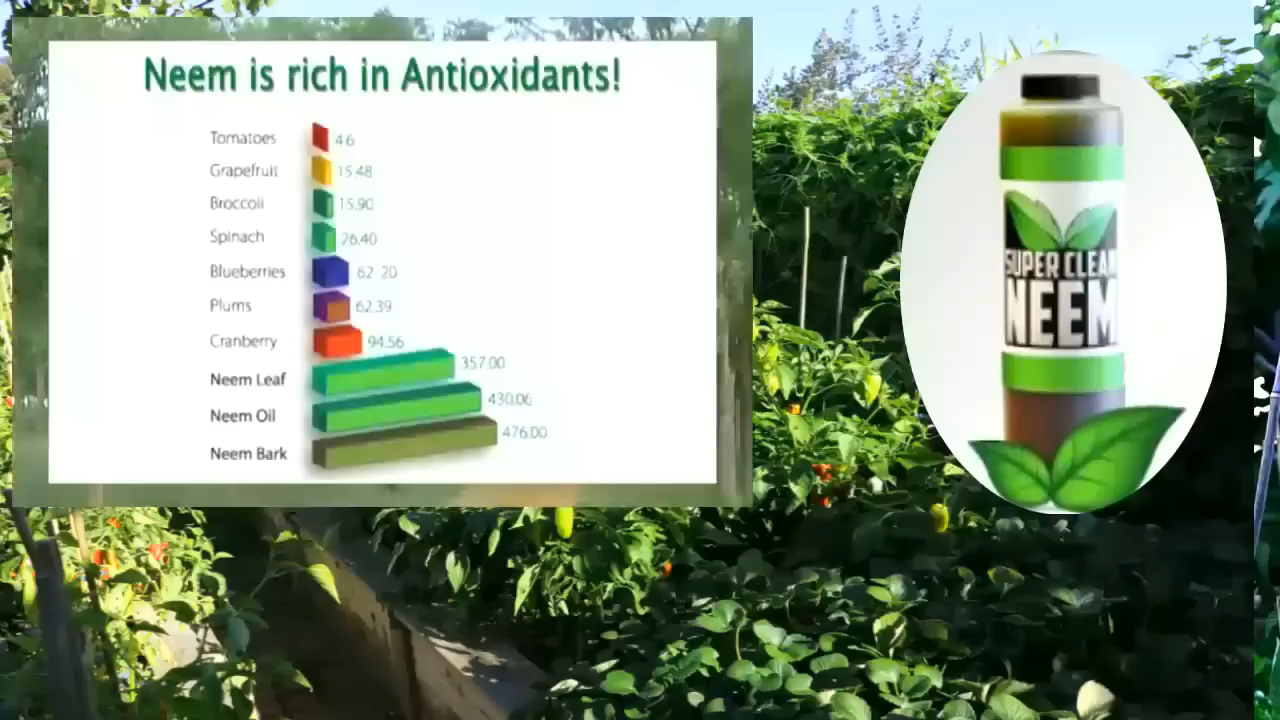 Neem is rich in Antioxidants!
Tomatoes 4.6
Grapefruit 15.48
Broccoli 15.90
Spinach 26.40
Blueberries 62 20
Plums 62.39
Cranberry 94.56
Neem Leaf 357.00
Neem Oil 430.06
Neem Bark 476.00
SUPER CLEAN
NEEM